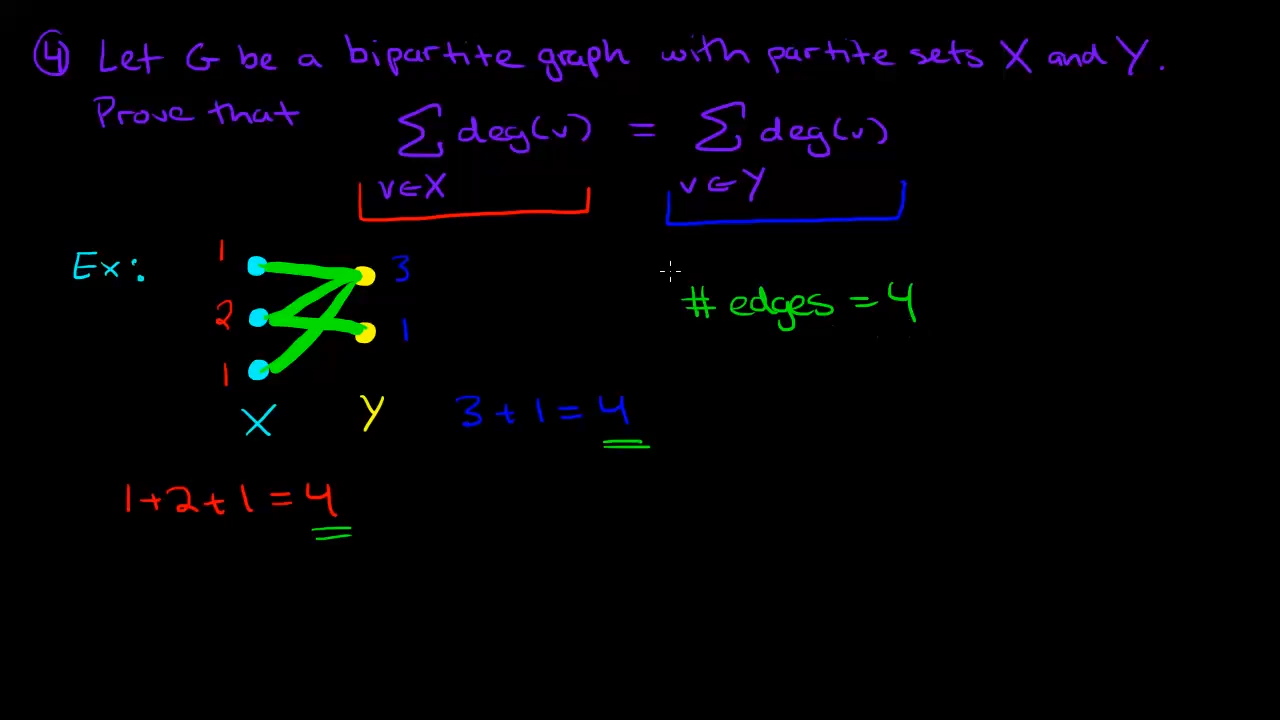 ④ Let G be a bipartite graph with partite sets X and Y.
Prove that ∑ deg(v) = ∑ deg(v)
v∈X v∈Y
Ex:
1 3
2 1
1
# edges = 4
X Y
3 + 1 = 4
1 + 2 + 1 = 4